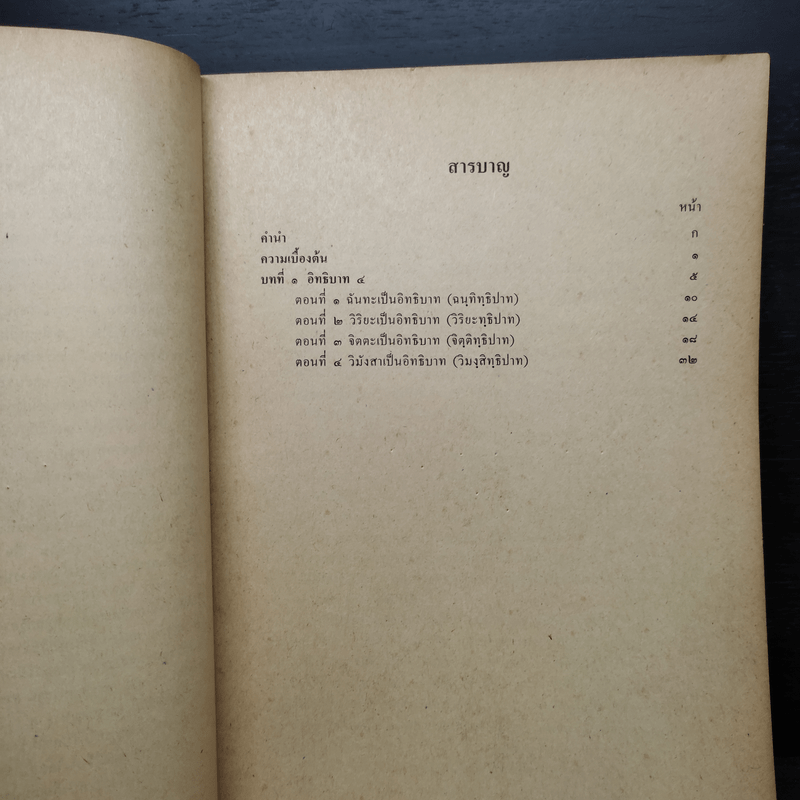 สารบาญ
หน้า
คำนำ ก
ความเบื้องต้น ๑
บทที่ ๑ อิทธิบาท ๔ ๕
ตอนที่ ๑ ฉันทะเป็นอิทธิบาท (ฉนฺทิทฺธิปาท) ๑๐
ตอนที่ ๒ วิริยะเป็นอิทธิบาท (วิริยะทฺธิปาท) ๑๔
ตอนที่ ๓ จิตตะเป็นอิทธิบาท (จิตฺติทฺธิปาท) ๑๘
ตอนที่ ๔ วิมังสาเป็นอิทธิบาท (วิมงฺสิทฺธิปาท) ๓๒